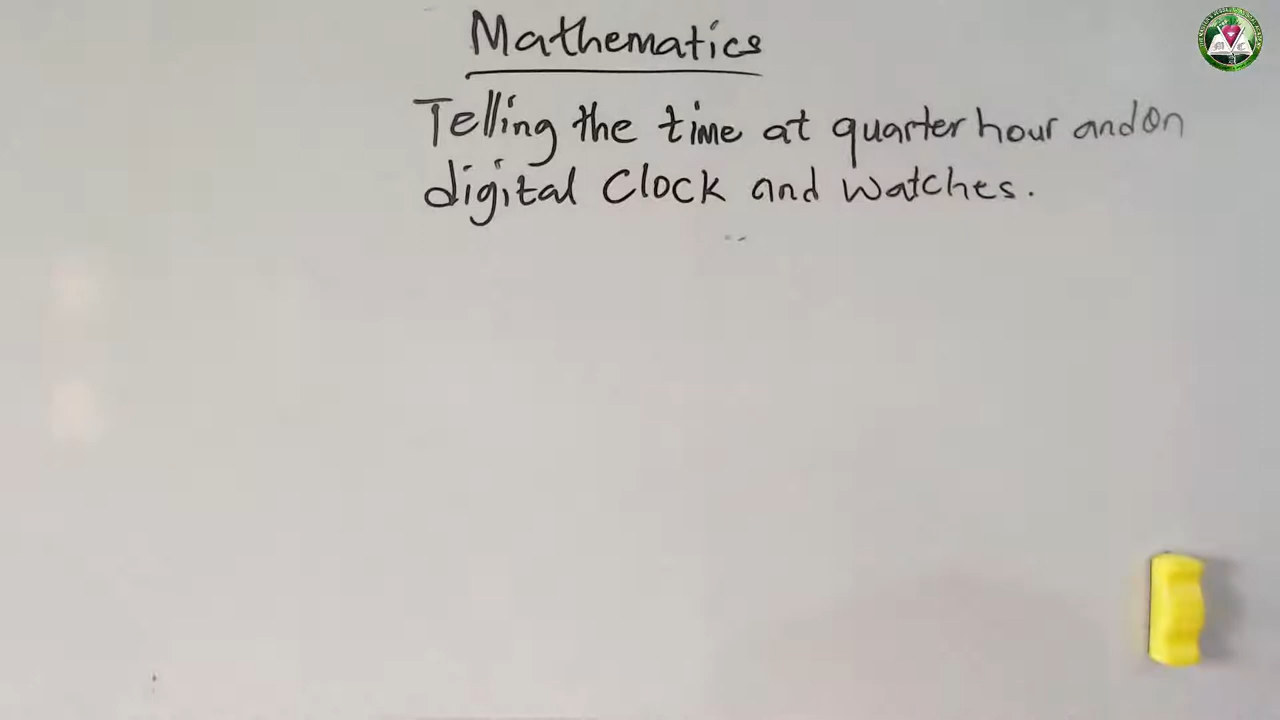 Mathematics
Telling the time at quarter hour and on
digital Clock and watches.